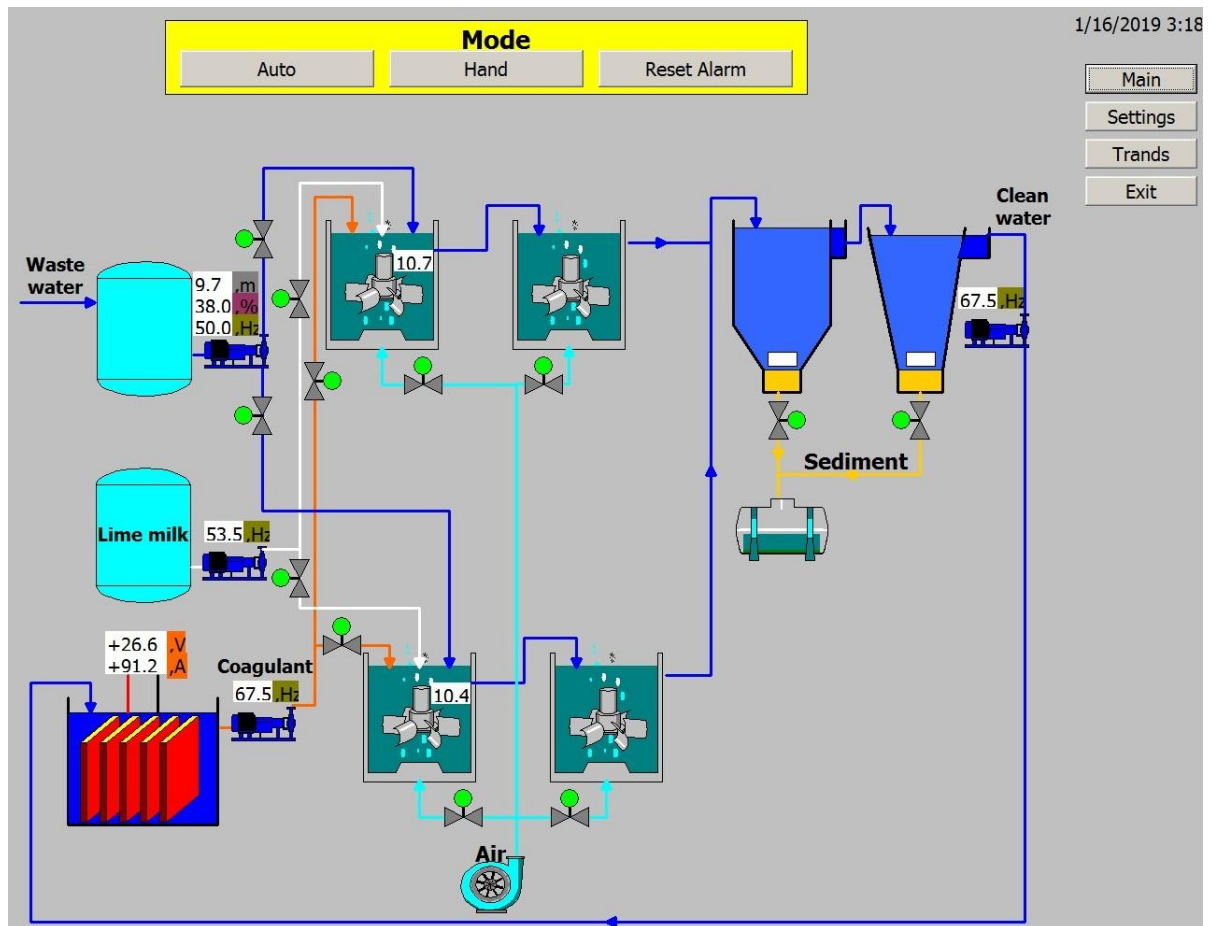 1/16/2019 3:18
Mode
Auto
Hand
Reset Alarm
Main
Settings
Trands
Exit
Clean
water
Waste
water
9.7 ,m
38.0 ,%
50.0 ,Hz
10.7
67.5 ,Hz
Sediment
Lime milk
53.5 ,Hz
+26.6 ,V
+91.2 ,A
Coagulant
67.5 ,Hz
10.4
Air